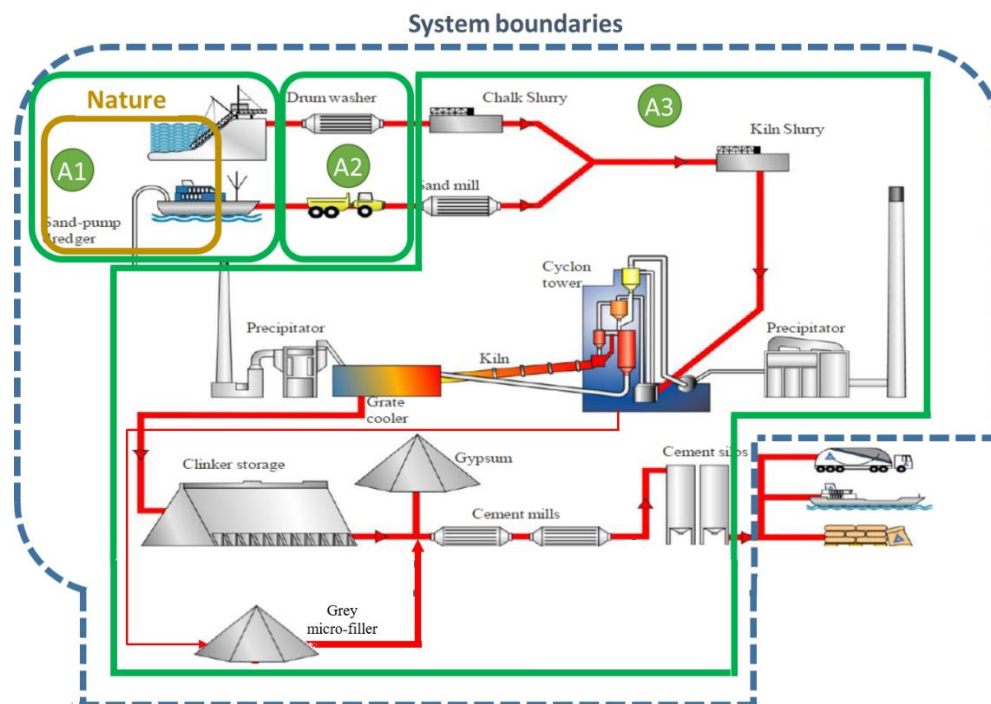 System boundaries
Nature
A1
Sand-pump
dredger
Drum washer
A2
Sand mill
Chalk Slurry
A3
Kiln Slurry
Cyclon
tower
Precipitator
Kiln
Precipitator
Grate
cooler
Clinker storage
Gypsum
Cement mills
Cement silos
Grey
micro-filler